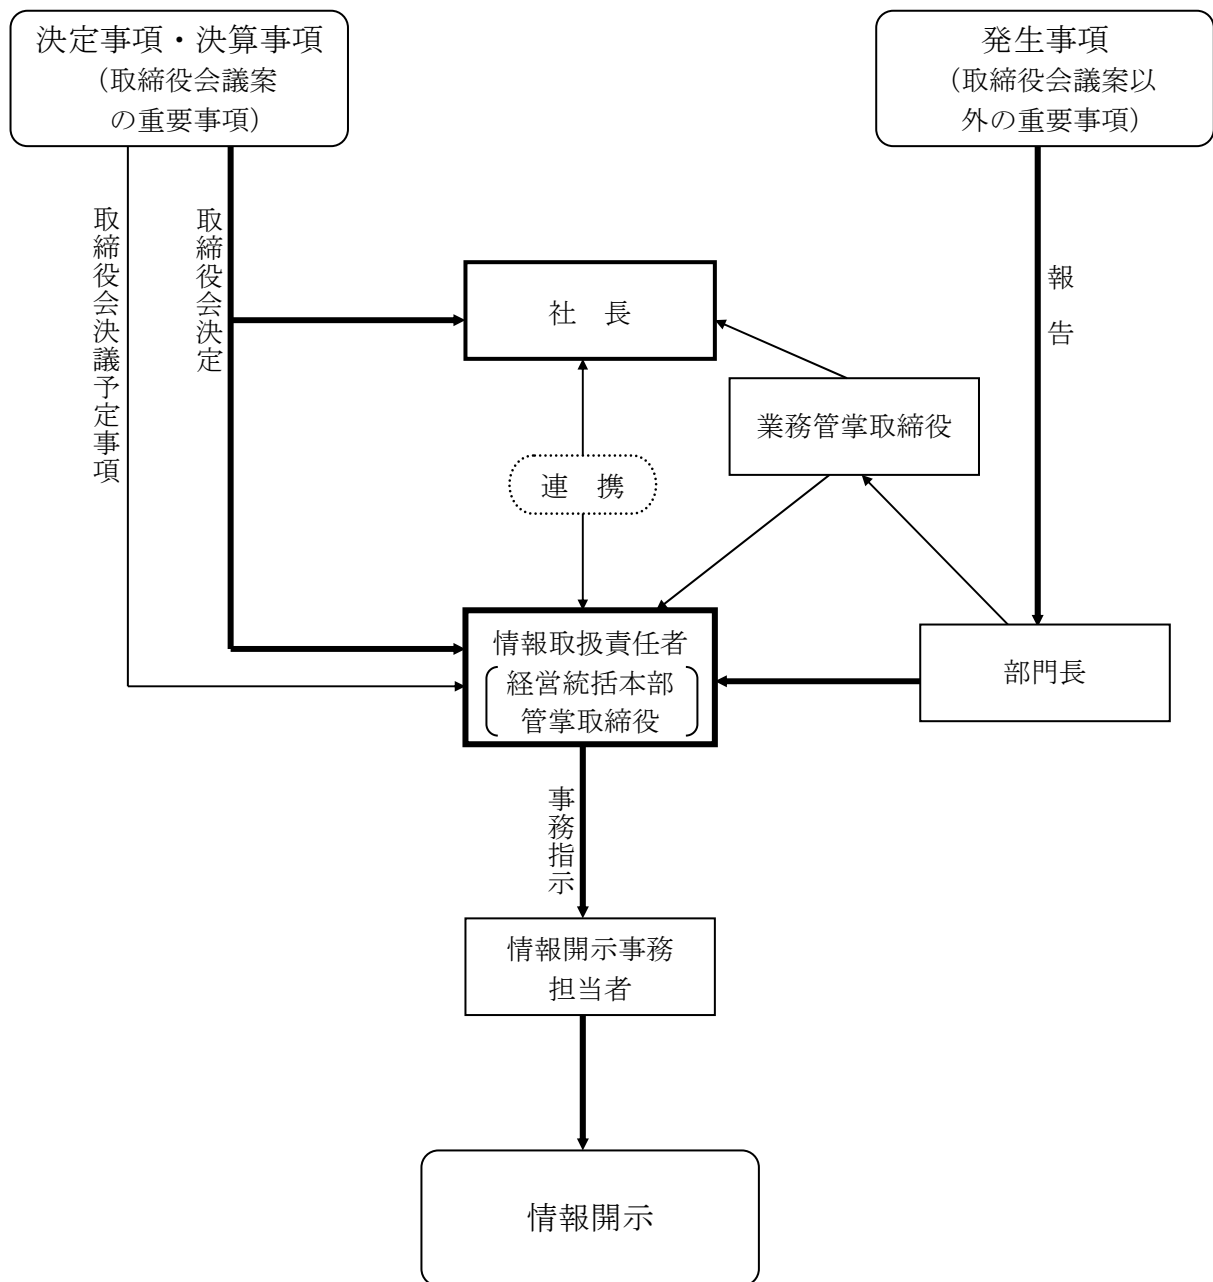 決定事項・決算事項
（取締役会議案
の重要事項）
発生事項
（取締役会議案以
外の重要事項）
取締役会決議予定事項
取締役会決定
報告
社 長
業務管掌取締役
連 携
情報取扱責任者
経営統括本部
管掌取締役
部門長
事務指示
情報開示事務
担当者
情報開示